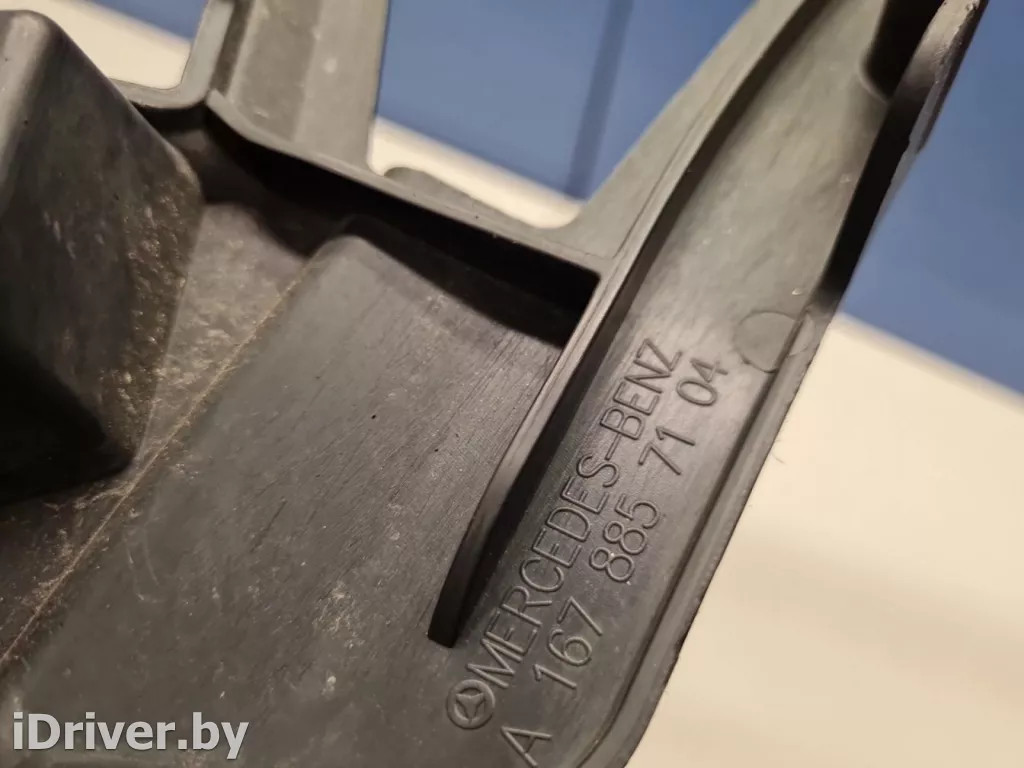 MERCEDES-BENZ
A 167 885 71 04
iDriver.by